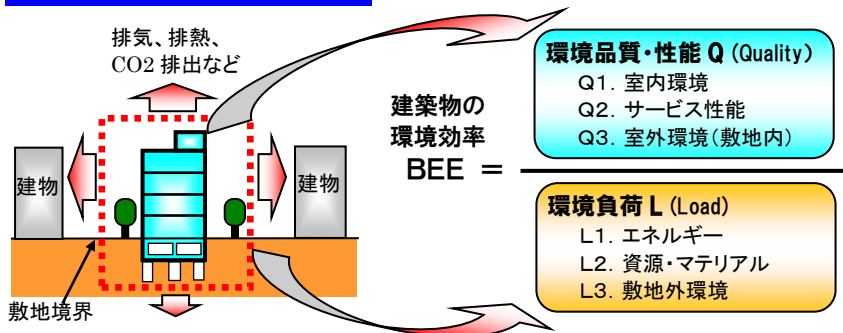 排気、排熱、
CO2 排出など
建物
建物
敷地境界
建築物の
環境効率
BEE =
環境品質・性能 Q (Quality)
Q1. 室内環境
Q2. サービス性能
Q3. 室外環境(敷地内)
環境負荷 L (Load)
L1. エネルギー
L2. 資源・マテリアル
L3. 敷地外環境